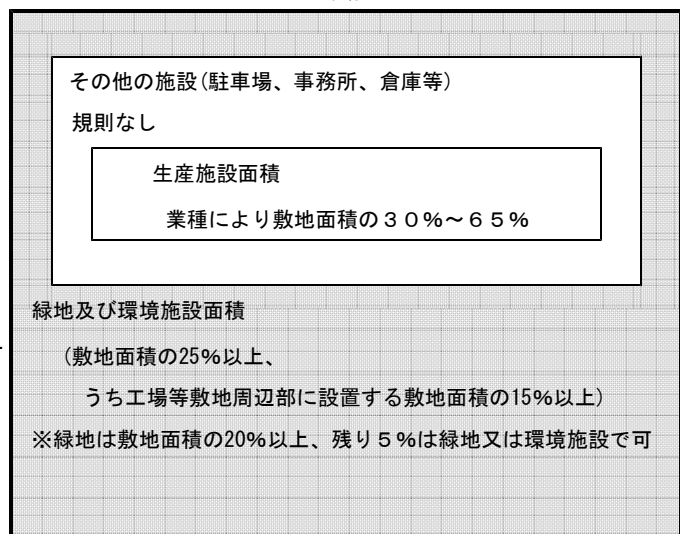 その他の施設(駐車場、事務所、倉庫等)
規則なし
生産施設面積
業種により敷地面積の３０%～６５%
緑地及び環境施設面積
(敷地面積の25%以上、
うち工場等敷地周辺部に設置する敷地面積の15%以上)
※緑地は敷地面積の20%以上、残り５%は緑地又は環境施設で可